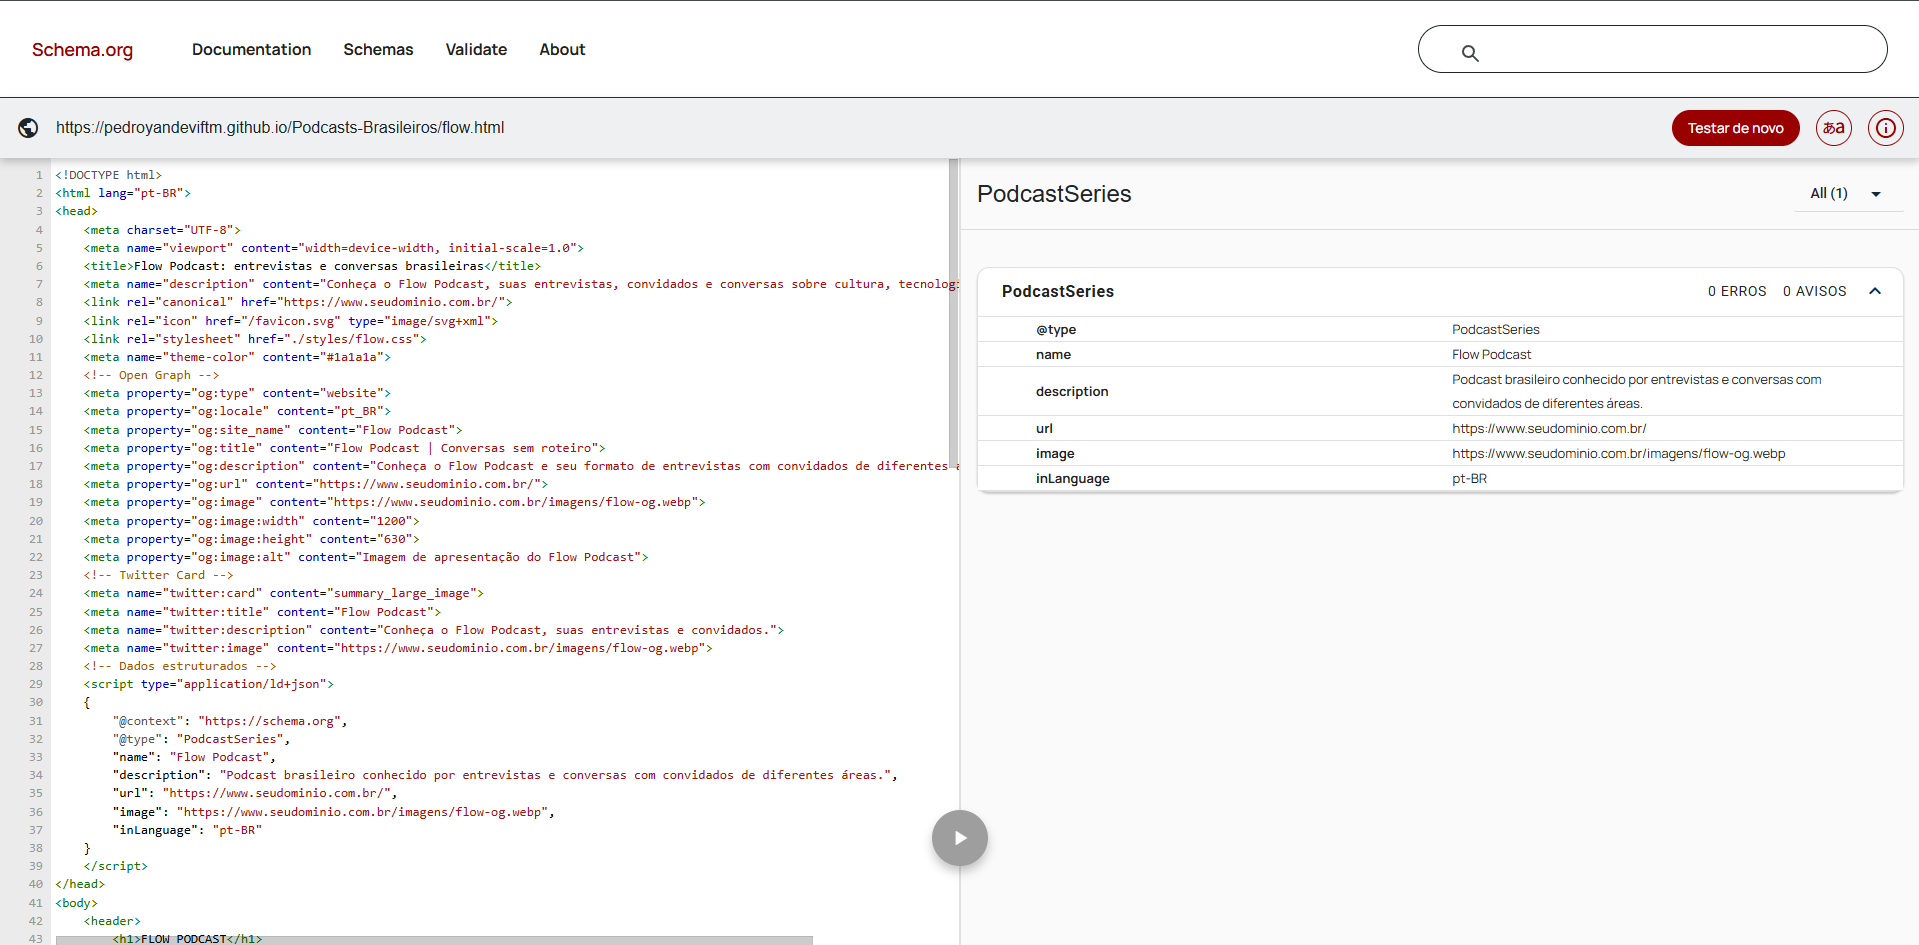 Schema.org Documentation Schemas Validate About
https://pedroyandeviftm.github.io/Podcasts-Brasileiros/flow.html Testar de novo あa
1 <!DOCTYPE html>
2 <html lang="pt-BR">
3 <head>
4 <meta charset="UTF-8">
5 <meta name="viewport" content="width=device-width, initial-scale=1.0">
6 <title>Flow Podcast: entrevistas e conversas brasileiras</title>
7 <meta name="description" content="Conheça o Flow Podcast, suas entrevistas, convidados e conversas sobre cultura, tecnologi
8 <link rel="canonical" href="https://www.seudominio.com.br/">
9 <link rel="icon" href="/favicon.svg" type="image/svg+xml">
10 <link rel="stylesheet" href="./styles/flow.css">
11 <meta name="theme-color" content="#1a1a1a">
12 <!-- Open Graph -->
13 <meta property="og:type" content="website">
14 <meta property="og:locale" content="pt_BR">
15 <meta property="og:site_name" content="Flow Podcast">
16 <meta property="og:title" content="Flow Podcast | Conversas sem roteiro">
17 <meta property="og:description" content="Conheça o Flow Podcast e seu formato de entrevistas com convidados de diferentes a
18 <meta property="og:url" content="https://www.seudominio.com.br/">
19 <meta property="og:image" content="https://www.seudominio.com.br/imagens/flow-og.webp">
20 <meta property="og:image:width" content="1200">
21 <meta property="og:image:height" content="630">
22 <meta property="og:image:alt" content="Imagem de apresentação do Flow Podcast">
23 <!-- Twitter Card -->
24 <meta name="twitter:card" content="summary_large_image">
25 <meta name="twitter:title" content="Flow Podcast">
26 <meta name="twitter:description" content="Conheça o Flow Podcast, suas entrevistas e convidados.">
27 <meta name="twitter:image" content="https://www.seudominio.com.br/imagens/flow-og.webp">
28 <!-- Dados estruturados -->
29 <script type="application/ld+json">
30 {
31 "@context": "https://schema.org",
32 "@type": "PodcastSeries",
33 "name": "Flow Podcast",
34 "description": "Podcast brasileiro conhecido por entrevistas e conversas com convidados de diferentes áreas.",
35 "url": "https://www.seudominio.com.br/",
36 "image": "https://www.seudominio.com.br/imagens/flow-og.webp",
37 "inLanguage": "pt-BR"
38 }
39 </script>
40 </head>
41 <body>
42 <header>
43 <h1>FLOW PODCAST</h1>
PodcastSeries All (1)
PodcastSeries 0 ERROS 0 AVISOS
@type PodcastSeries
name Flow Podcast
description Podcast brasileiro conhecido por entrevistas e conversas com
convidados de diferentes áreas.
url https://www.seudominio.com.br/
image https://www.seudominio.com.br/imagens/flow-og.webp
inLanguage pt-BR